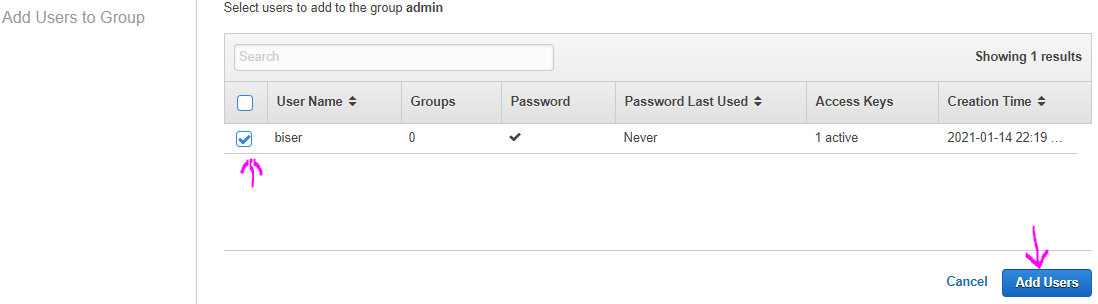 Add Users to Group
Select users to add to the group admin
Search
Showing 1 results
User Name Groups Password Password Last Used Access Keys Creation Time
biser 0 Never 1 active 2021-01-14 22:19 ...
Cancel Add Users